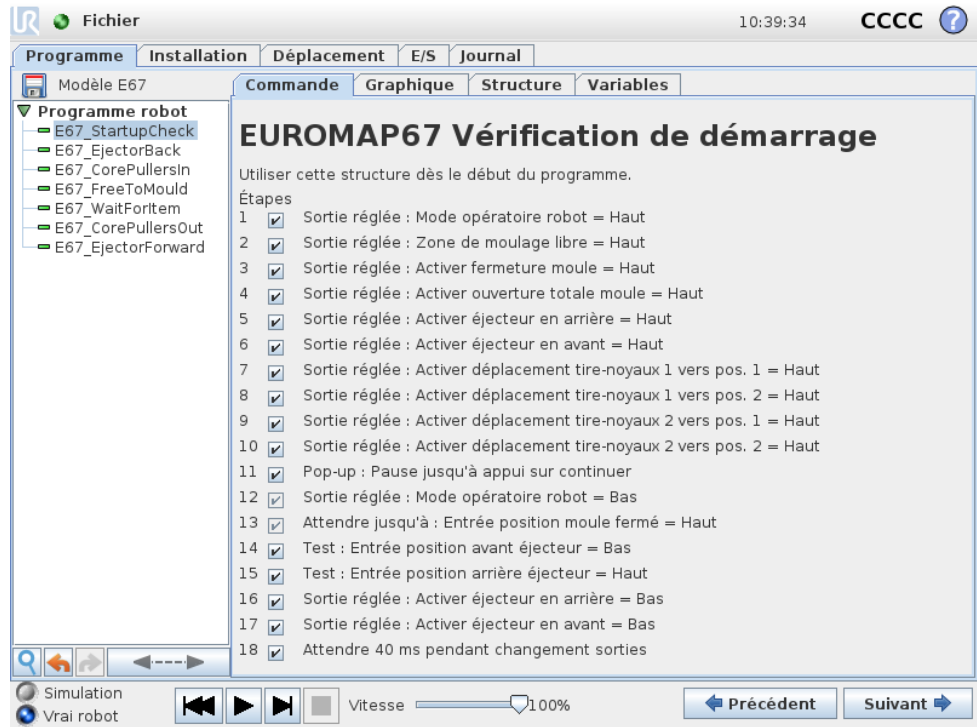 UR Fichier 10:39:34 CCCC ?
Programme Installation Déplacement E/S Journal
Modèle E67
Commande Graphique Structure Variables
Programme robot
E67_StartupCheck
E67_EjectorBack
E67_CorePullersIn
E67_FreeToMould
E67_WaitForItem
E67_CorePullersOut
E67_EjectorForward
EUROMAP67 Vérification de démarrage
Utiliser cette structure dès le début du programme.
Étapes
1 Sortie réglée : Mode opératoire robot = Haut
2 Sortie réglée : Zone de moulage libre = Haut
3 Sortie réglée : Activer fermeture moule = Haut
4 Sortie réglée : Activer ouverture totale moule = Haut
5 Sortie réglée : Activer éjecteur en arrière = Haut
6 Sortie réglée : Activer éjecteur en avant = Haut
7 Sortie réglée : Activer déplacement tire-noyaux 1 vers pos. 1 = Haut
8 Sortie réglée : Activer déplacement tire-noyaux 1 vers pos. 2 = Haut
9 Sortie réglée : Activer déplacement tire-noyaux 2 vers pos. 1 = Haut
10 Sortie réglée : Activer déplacement tire-noyaux 2 vers pos. 2 = Haut
11 Pop-up : Pause jusqu'à appui sur continuer
12 Sortie réglée : Mode opératoire robot = Bas
13 Attendre jusqu'à : Entrée position moule fermé = Haut
14 Test : Entrée position avant éjecteur = Bas
15 Test : Entrée position arrière éjecteur = Haut
16 Sortie réglée : Activer éjecteur en arrière = Bas
17 Sortie réglée : Activer éjecteur en avant = Bas
18 Attendre 40 ms pendant changement sorties
Simulation
Vrai robot
Vitesse 100%
Précédent Suivant